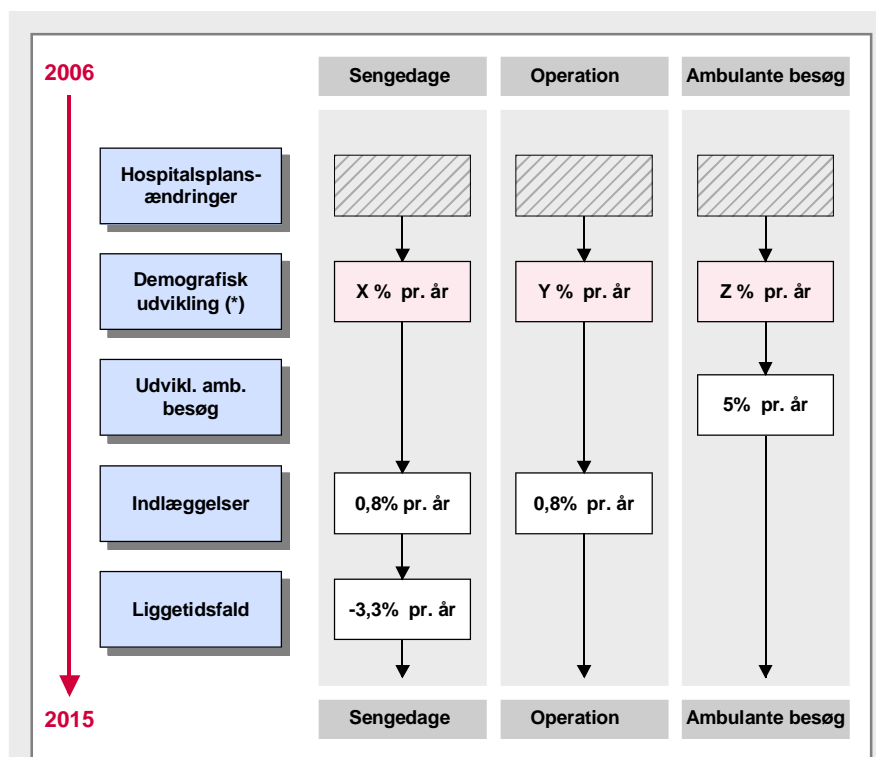 2006
Sengedage
Operation
Ambulante besøg
Hospitalsplans-
ændringer
Demografisk
udvikling (*)
X % pr. år
Y % pr. år
Z % pr. år
Udvikl. amb.
besøg
5% pr. år
Indlæggelser
0,8% pr. år
0,8% pr. år
Liggetidsfald
-3,3% pr. år
2015
Sengedage
Operation
Ambulante besøg